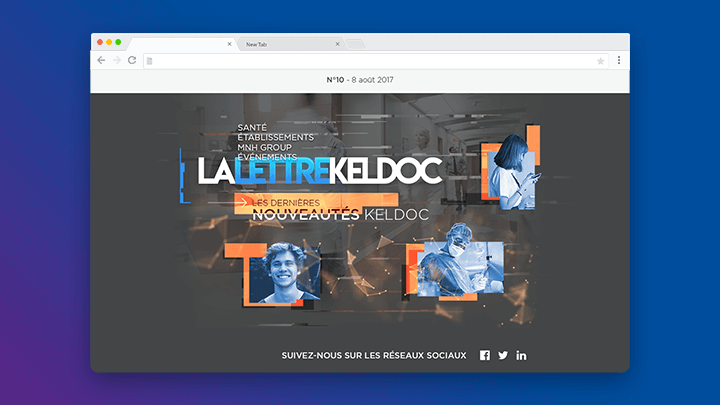 New Tab
N°10 - 8 août 2017
SANTÉ
ÉTABLISSEMENTS
MNH GROUP
ÉVÉNEMENTS
LALETTREKELDOC
LES DERNIÈRES
NOUVEAUTÉS KELDOC
SUIVEZ-NOUS SUR LES RÉSEAUX SOCIAUX